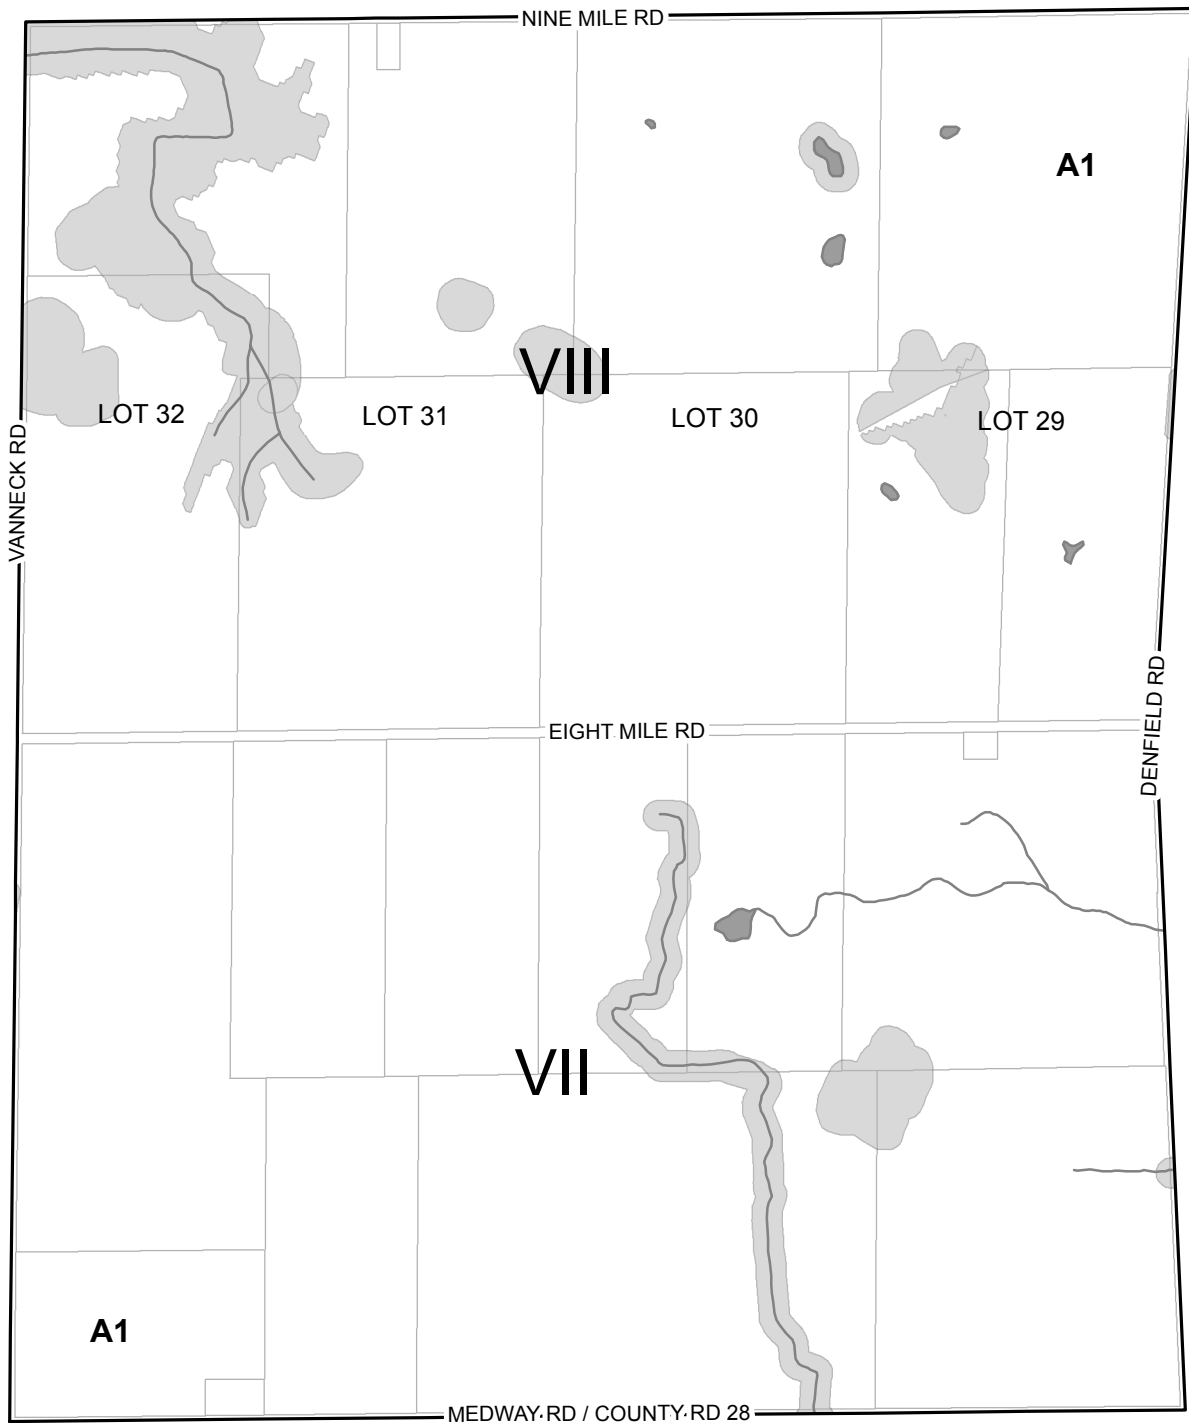 NINE MILE RD
A1
VIII
LOT 32
LOT 31
LOT 30
LOT 29
VANNECK RD
EIGHT MILE RD
DENFIELD RD
VII
A1
MEDWAY RD / COUNTY RD 28